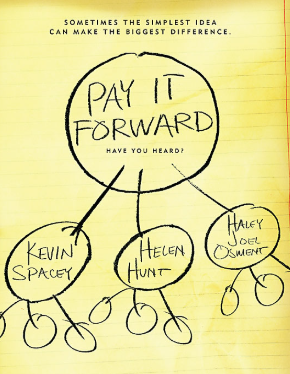 SOMETIMES THE SIMPLEST IDEA
CAN MAKE THE BIGGEST DIFFERENCE.
PAY IT
FORWARD
HAVE YOU HEARD?
KEVIN
SPACEY
HELEN
HUNT
HALEY
JOEL
OSMENT